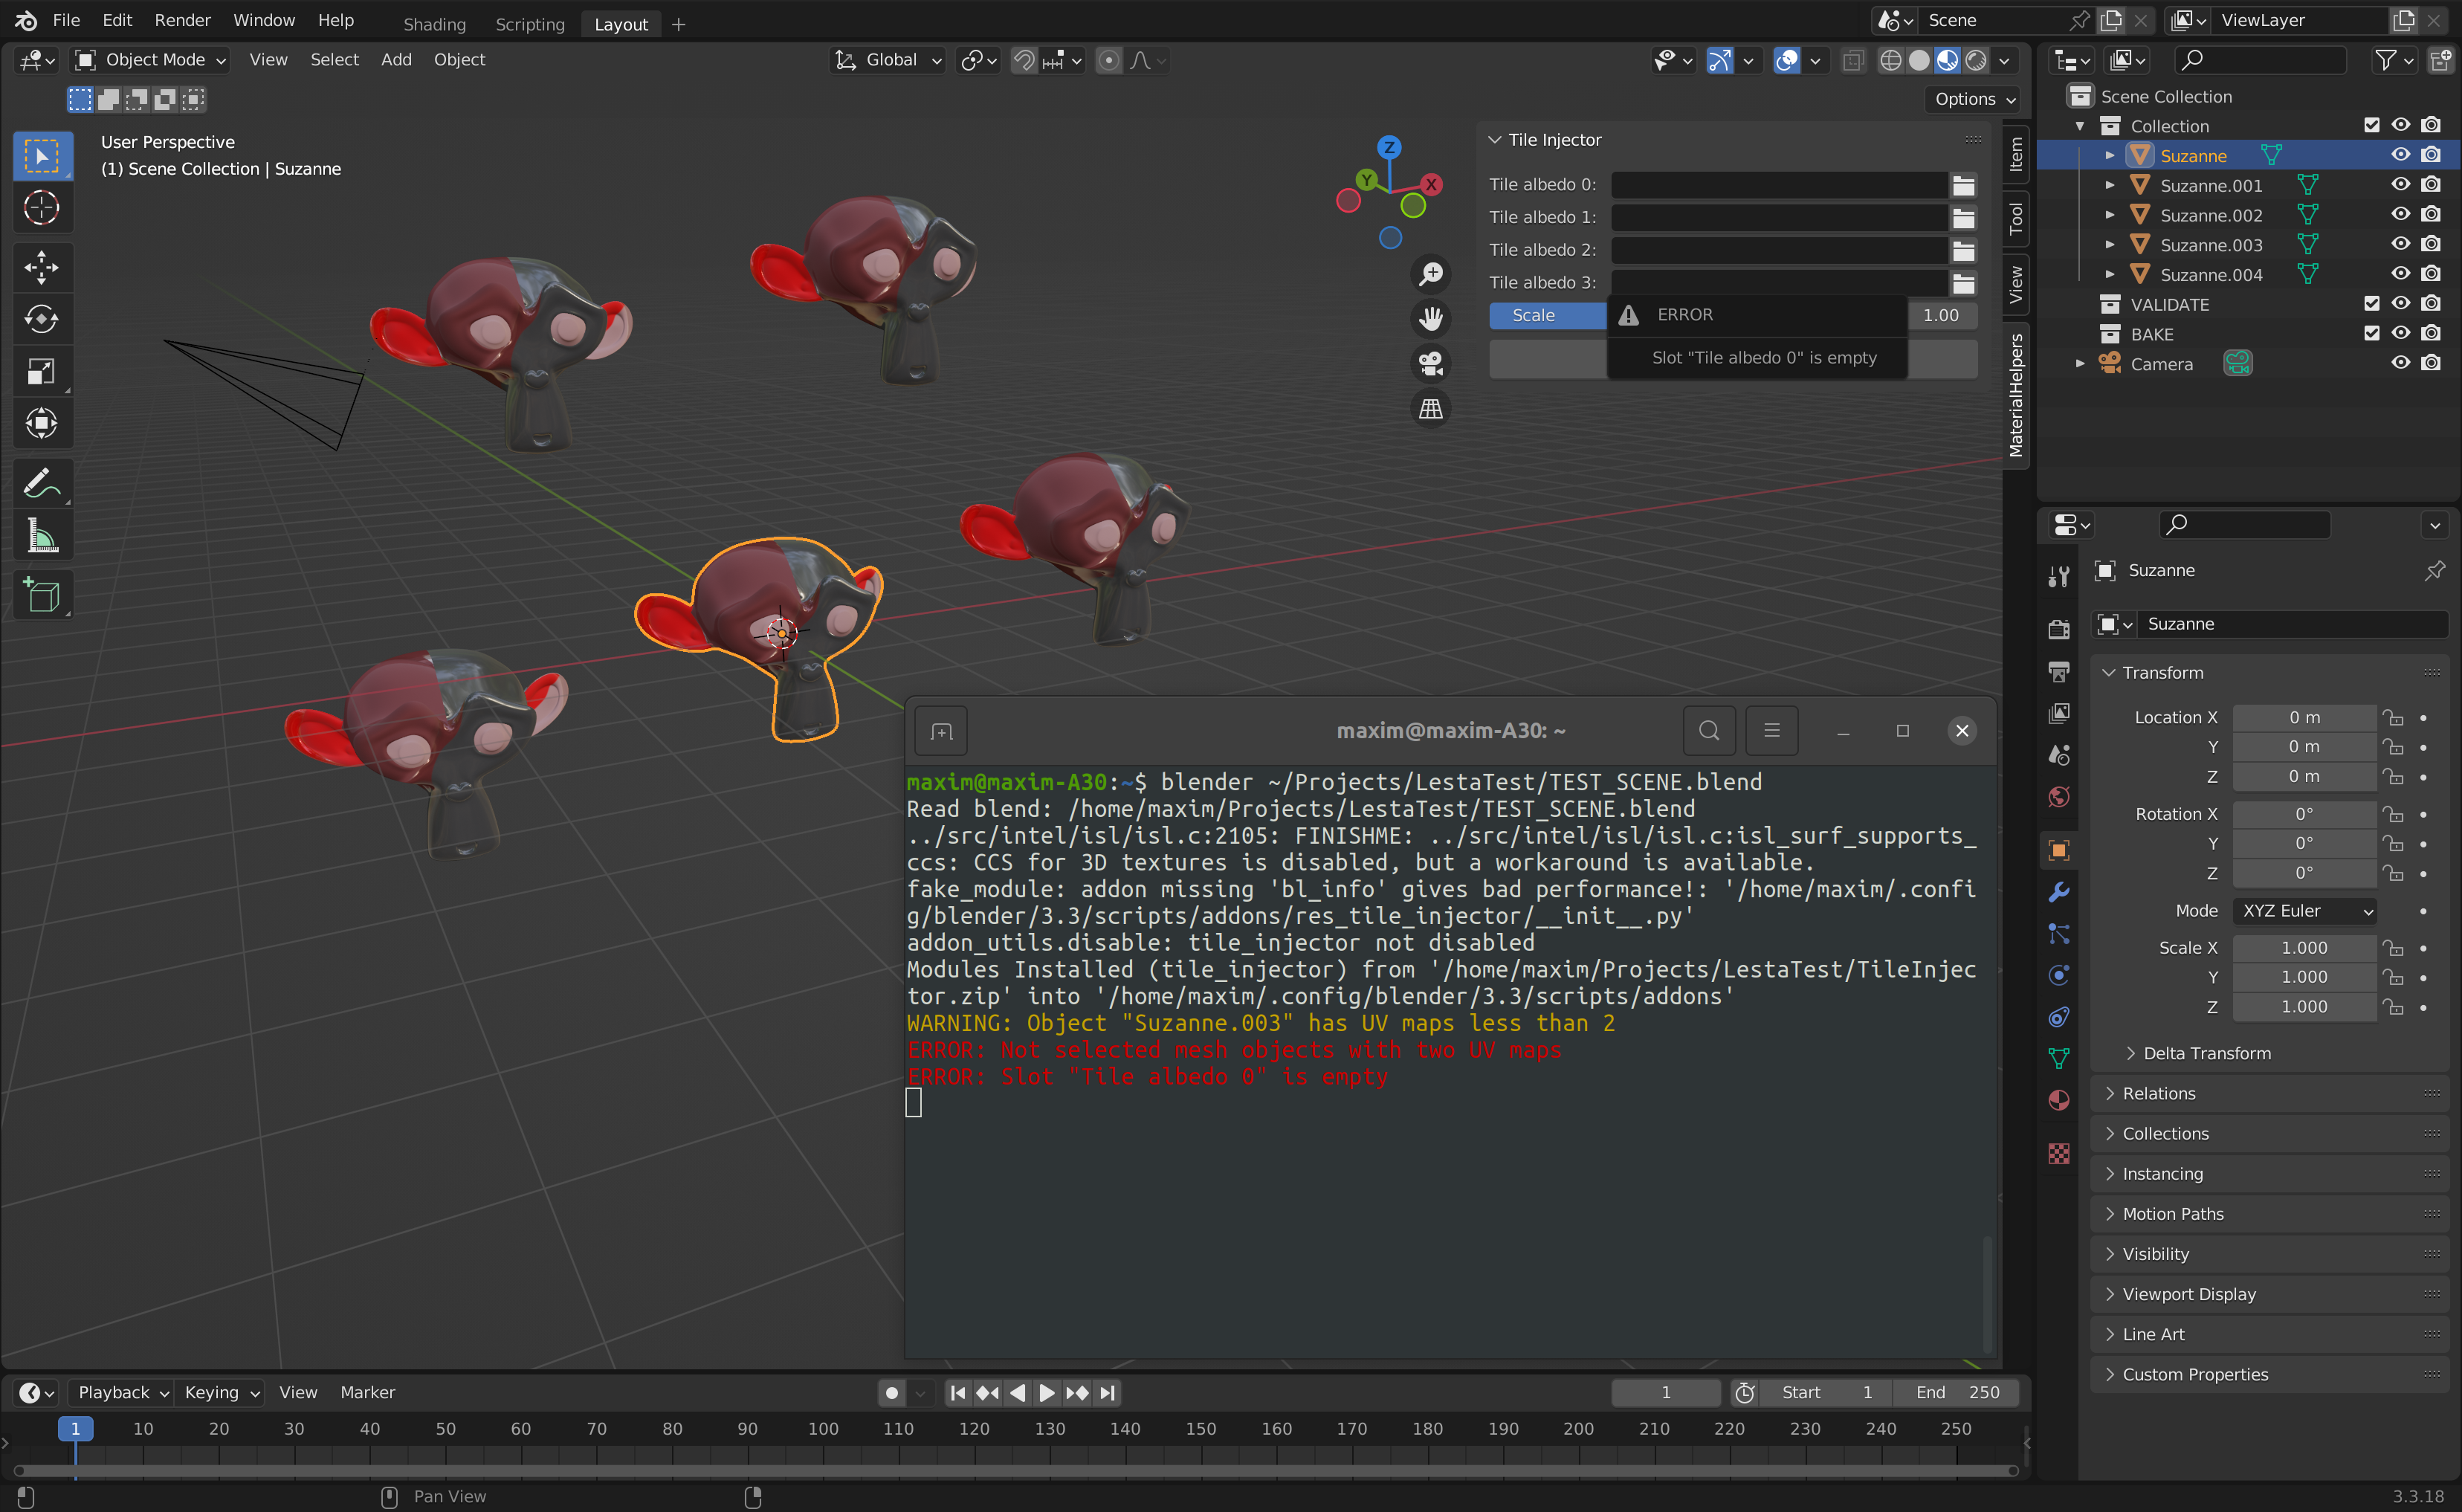 File Edit Render Window Help Shading Scripting Layout + Scene ViewLayer
Object Mode View Select Add Object Global
Options
User Perspective
(1) Scene Collection | Suzanne
Z
Y
X
Tile Injector
Tile albedo 0:
Tile albedo 1:
Tile albedo 2:
Tile albedo 3:
Scale 1.00
ERROR
Slot "Tile albedo 0" is empty
Item
Tool
View
MaterialHelpers
Scene Collection
Collection
Suzanne
Suzanne.001
Suzanne.002
Suzanne.003
Suzanne.004
VALIDATE
BAKE
Camera
Suzanne
Suzanne
Transform
Location X 0 m
Y 0 m
Z 0 m
Rotation X 0°
Y 0°
Z 0°
Mode XYZ Euler
Scale X 1.000
Y 1.000
Z 1.000
Delta Transform
Relations
Collections
Instancing
Motion Paths
Visibility
Viewport Display
Line Art
Custom Properties
maxim@maxim-A30: ~
maxim@maxim-A30:~$ blender ~/Projects/LestaTest/TEST_SCENE.blend
Read blend: /home/maxim/Projects/LestaTest/TEST_SCENE.blend
../src/intel/isl/isl.c:2105: FINISHME: ../src/intel/isl/isl.c:isl_surf_supports_
ccs: CCS for 3D textures is disabled, but a workaround is available.
fake_module: addon missing 'bl_info' gives bad performance!: '/home/maxim/.confi
g/blender/3.3/scripts/addons/res_tile_injector/__init__.py'
addon_utils.disable: tile_injector not disabled
Modules Installed (tile_injector) from '/home/maxim/Projects/LestaTest/TileInjec
tor.zip' into '/home/maxim/.config/blender/3.3/scripts/addons'
WARNING: Object "Suzanne.003" has UV maps less than 2
ERROR: Not selected mesh objects with two UV maps
ERROR: Slot "Tile albedo 0" is empty
Playback Keying View Marker 1 Start 1 End 250
1 10 20 30 40 50 60 70 80 90 100 110 120 130 140 150 160 170 180 190 200 210 220 230 240 250
Pan View
3.3.18